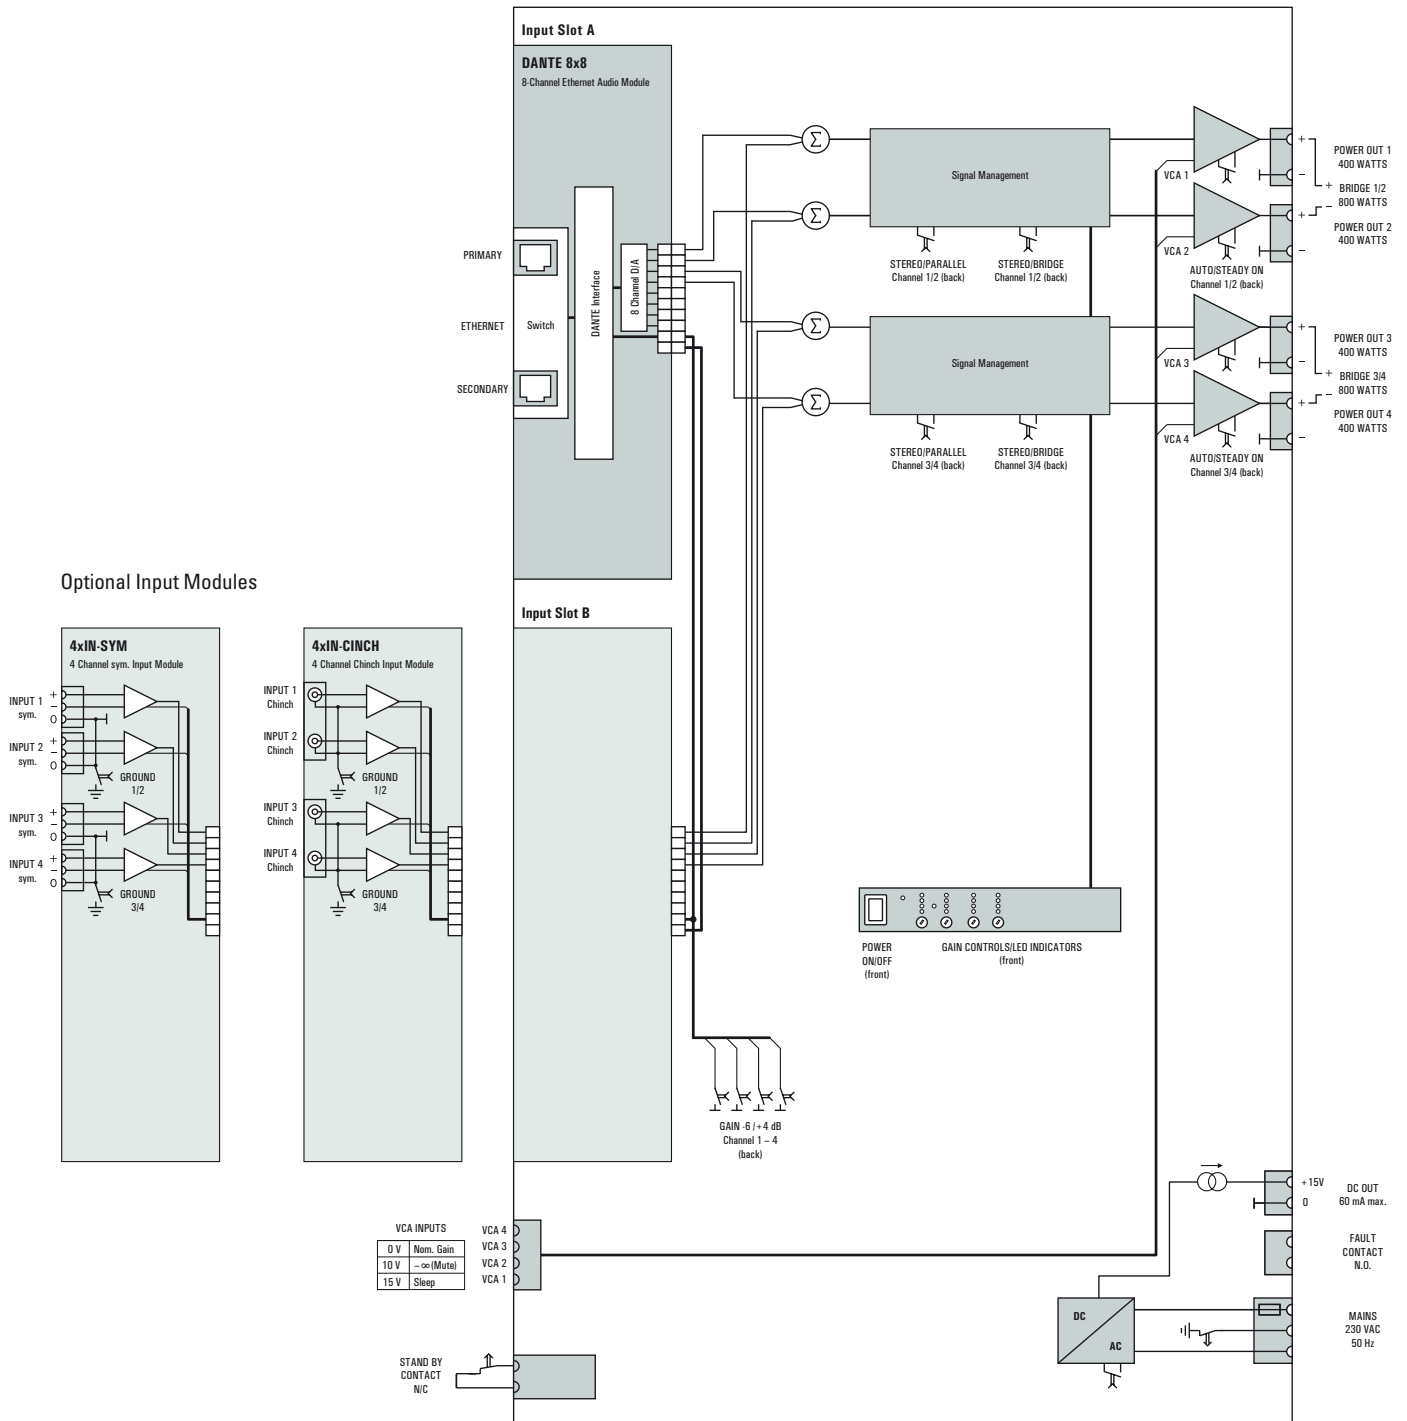 Input Slot A
DANTE 8x8
8-Channel Ethernet Audio Module
PRIMARY
ETHERNET
SECONDARY
Switch
DANTE Interface
8 Channel D/A
Σ
Σ
Σ
Σ
Signal Management
STEREO/PARALLEL
Channel 1/2 (back)
STEREO/BRIDGE
Channel 1/2 (back)
Signal Management
STEREO/PARALLEL
Channel 3/4 (back)
STEREO/BRIDGE
Channel 3/4 (back)
VCA 1
VCA 2
AUTO/STEADY ON
Channel 1/2 (back)
VCA 3
VCA 4
AUTO/STEADY ON
Channel 3/4 (back)
+
−
+
−
POWER OUT 1
400 WATTS
+ BRIDGE 1/2
− 800 WATTS
POWER OUT 2
400 WATTS
+
−
+
−
POWER OUT 3
400 WATTS
+ BRIDGE 3/4
− 800 WATTS
POWER OUT 4
400 WATTS
Optional Input Modules
4xIN-SYM
4 Channel sym. Input Module
INPUT 1
sym.
+
−
0
INPUT 2
sym.
+
−
0
GROUND
1/2
INPUT 3
sym.
+
−
0
INPUT 4
sym.
+
−
0
GROUND
3/4
4xIN-CINCH
4 Channel Chinch Input Module
INPUT 1
Chinch
INPUT 2
Chinch
GROUND
1/2
INPUT 3
Chinch
INPUT 4
Chinch
GROUND
3/4
Input Slot B
POWER
ON/OFF
(front)
GAIN CONTROLS/LED INDICATORS
(front)
GAIN -6 / +4 dB
Channel 1 – 4
(back)
VCA INPUTS
0 V Nom. Gain
10 V −∞ (Mute)
15 V Sleep
VCA 4
VCA 3
VCA 2
VCA 1
STAND BY
CONTACT
N/C
+15V
0
DC OUT
60 mA max.
FAULT
CONTACT
N.O.
DC
AC
MAINS
230 VAC
50 Hz